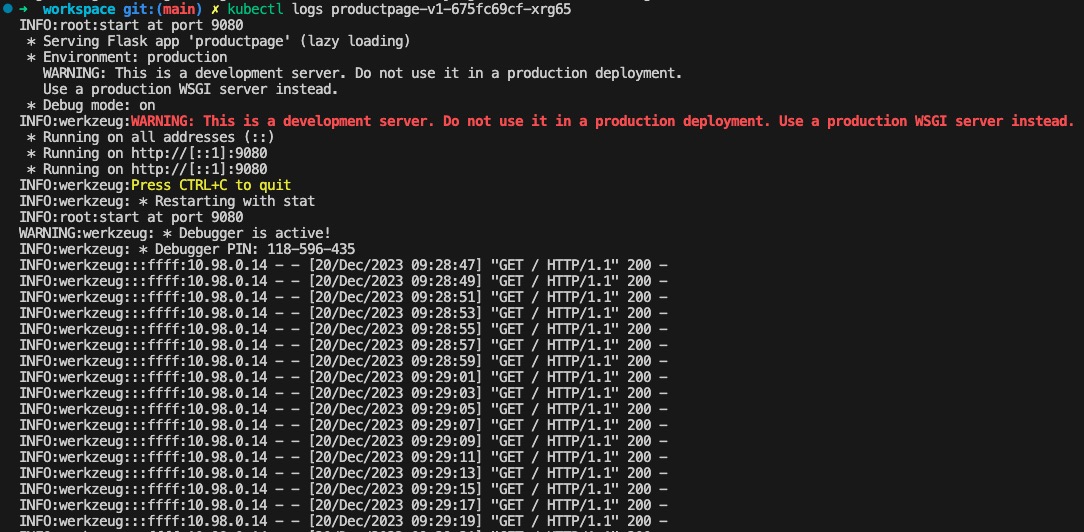 ➜ workspace git:(main) ✗ kubectl logs productpage-v1-675fc69cf-xrg65
INFO:root:start at port 9080
* Serving Flask app 'productpage' (lazy loading)
* Environment: production
WARNING: This is a development server. Do not use it in a production deployment.
Use a production WSGI server instead.
* Debug mode: on
INFO:werkzeug:WARNING: This is a development server. Do not use it in a production deployment. Use a production WSGI server instead.
* Running on all addresses (::)
* Running on http://[::1]:9080
* Running on http://[::1]:9080
INFO:werkzeug:Press CTRL+C to quit
INFO:werkzeug: * Restarting with stat
INFO:root:start at port 9080
WARNING:werkzeug: * Debugger is active!
INFO:werkzeug: * Debugger PIN: 118-596-435
INFO:werkzeug:::ffff:10.98.0.14 - - [20/Dec/2023 09:28:47] "GET / HTTP/1.1" 200 -
INFO:werkzeug:::ffff:10.98.0.14 - - [20/Dec/2023 09:28:49] "GET / HTTP/1.1" 200 -
INFO:werkzeug:::ffff:10.98.0.14 - - [20/Dec/2023 09:28:51] "GET / HTTP/1.1" 200 -
INFO:werkzeug:::ffff:10.98.0.14 - - [20/Dec/2023 09:28:53] "GET / HTTP/1.1" 200 -
INFO:werkzeug:::ffff:10.98.0.14 - - [20/Dec/2023 09:28:55] "GET / HTTP/1.1" 200 -
INFO:werkzeug:::ffff:10.98.0.14 - - [20/Dec/2023 09:28:57] "GET / HTTP/1.1" 200 -
INFO:werkzeug:::ffff:10.98.0.14 - - [20/Dec/2023 09:28:59] "GET / HTTP/1.1" 200 -
INFO:werkzeug:::ffff:10.98.0.14 - - [20/Dec/2023 09:29:01] "GET / HTTP/1.1" 200 -
INFO:werkzeug:::ffff:10.98.0.14 - - [20/Dec/2023 09:29:03] "GET / HTTP/1.1" 200 -
INFO:werkzeug:::ffff:10.98.0.14 - - [20/Dec/2023 09:29:05] "GET / HTTP/1.1" 200 -
INFO:werkzeug:::ffff:10.98.0.14 - - [20/Dec/2023 09:29:07] "GET / HTTP/1.1" 200 -
INFO:werkzeug:::ffff:10.98.0.14 - - [20/Dec/2023 09:29:09] "GET / HTTP/1.1" 200 -
INFO:werkzeug:::ffff:10.98.0.14 - - [20/Dec/2023 09:29:11] "GET / HTTP/1.1" 200 -
INFO:werkzeug:::ffff:10.98.0.14 - - [20/Dec/2023 09:29:13] "GET / HTTP/1.1" 200 -
INFO:werkzeug:::ffff:10.98.0.14 - - [20/Dec/2023 09:29:15] "GET / HTTP/1.1" 200 -
INFO:werkzeug:::ffff:10.98.0.14 - - [20/Dec/2023 09:29:17] "GET / HTTP/1.1" 200 -
INFO:werkzeug:::ffff:10.98.0.14 - - [20/Dec/2023 09:29:19] "GET / HTTP/1.1" 200 -